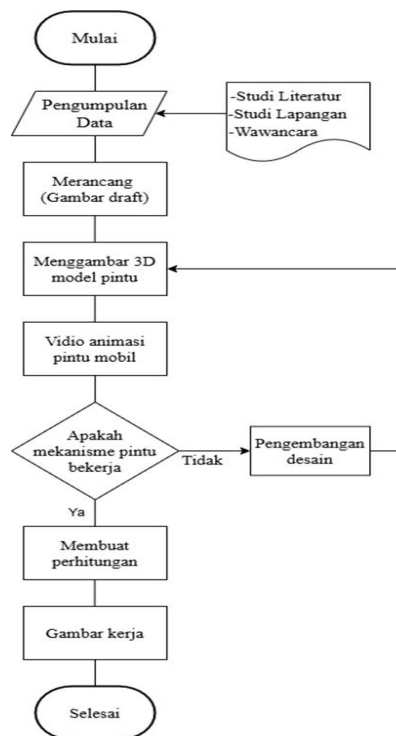 Mulai
Pengumpulan
Data
-Studi Literatur
-Studi Lapangan
-Wawancara
Merancang
(Gambar draft)
Menggambar 3D
model pintu
Vidio animasi
pintu mobil
Apakah
mekanisme pintu
bekerja
Tidak
Pengembangan
desain
Ya
Membuat
perhitungan
Gambar kerja
Selesai